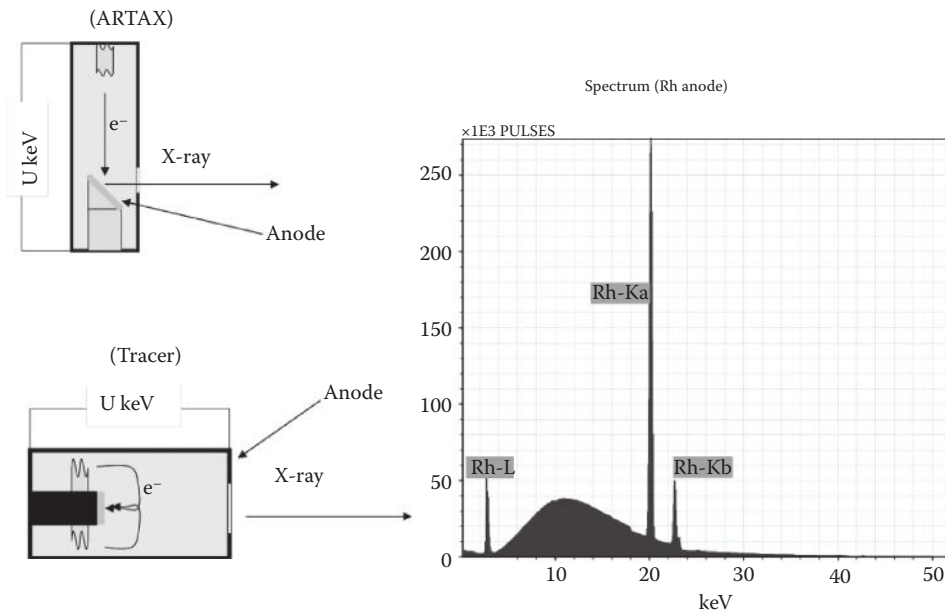 (ARTAX)
U keV
e⁻
X-ray
Anode
(Tracer)
U keV
Anode
e⁻
X-ray
Spectrum (Rh anode)
×1E3 PULSES
250
200
150
100
50
0
Rh-Ka
Rh-L
Rh-Kb
10 20 30 40 50
keV